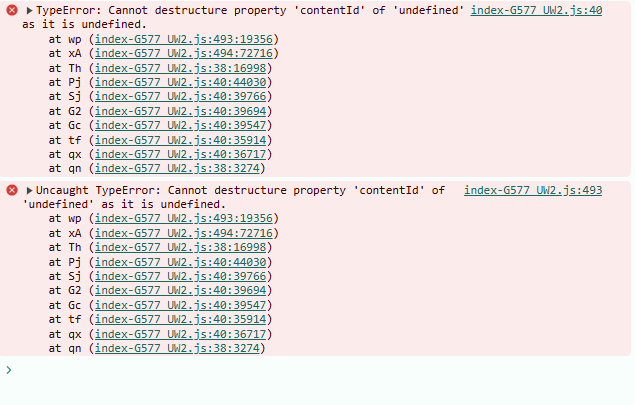 TypeError: Cannot destructure property 'contentId' of 'undefined' index-G577_UW2.js:40
as it is undefined.
at wp (index-G577_UW2.js:493:19356)
at xA (index-G577_UW2.js:494:72716)
at Th (index-G577_UW2.js:38:16998)
at Pj (index-G577_UW2.js:40:44030)
at Sj (index-G577_UW2.js:40:39766)
at G2 (index-G577_UW2.js:40:39694)
at Gc (index-G577_UW2.js:40:39547)
at tf (index-G577_UW2.js:40:35914)
at qx (index-G577_UW2.js:40:36717)
at qn (index-G577_UW2.js:38:3274)
Uncaught TypeError: Cannot destructure property 'contentId' of index-G577_UW2.js:493
'undefined' as it is undefined.
at wp (index-G577_UW2.js:493:19356)
at xA (index-G577_UW2.js:494:72716)
at Th (index-G577_UW2.js:38:16998)
at Pj (index-G577_UW2.js:40:44030)
at Sj (index-G577_UW2.js:40:39766)
at G2 (index-G577_UW2.js:40:39694)
at Gc (index-G577_UW2.js:40:39547)
at tf (index-G577_UW2.js:40:35914)
at qx (index-G577_UW2.js:40:36717)
at qn (index-G577_UW2.js:38:3274)